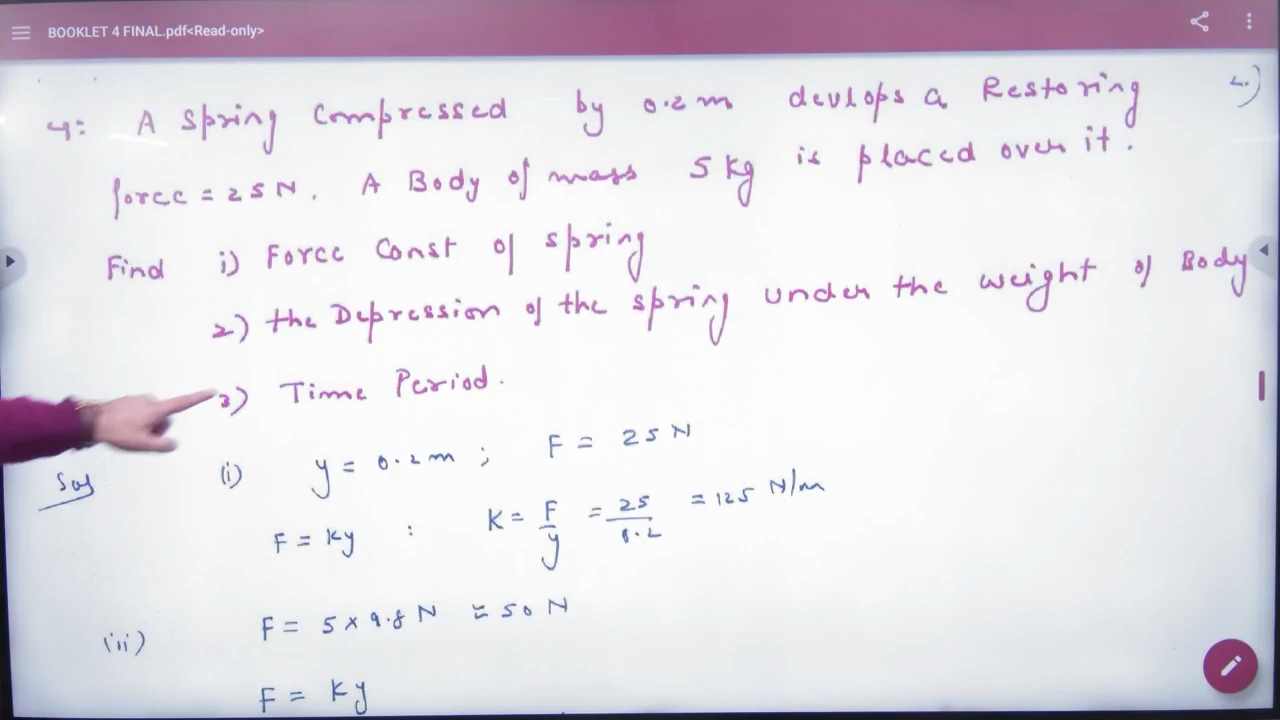 BOOKLET 4 FINAL.pdf<Read-only>
4: A Spring Compressed by 0.2 m devlops a Restoring
force = 25 N. A Body of mass 5 kg is placed over it.
Find i) Force Const of spring
2) the Depression of the spring under the weight of Body
3) Time Period.
Sol (i) y = 0.2 m ; F = 25 N
F = Ky : K = F/y = 25/0.2 = 125 N/m
(ii) F = 5 x 9.8 N ≈ 50 N
F = Ky